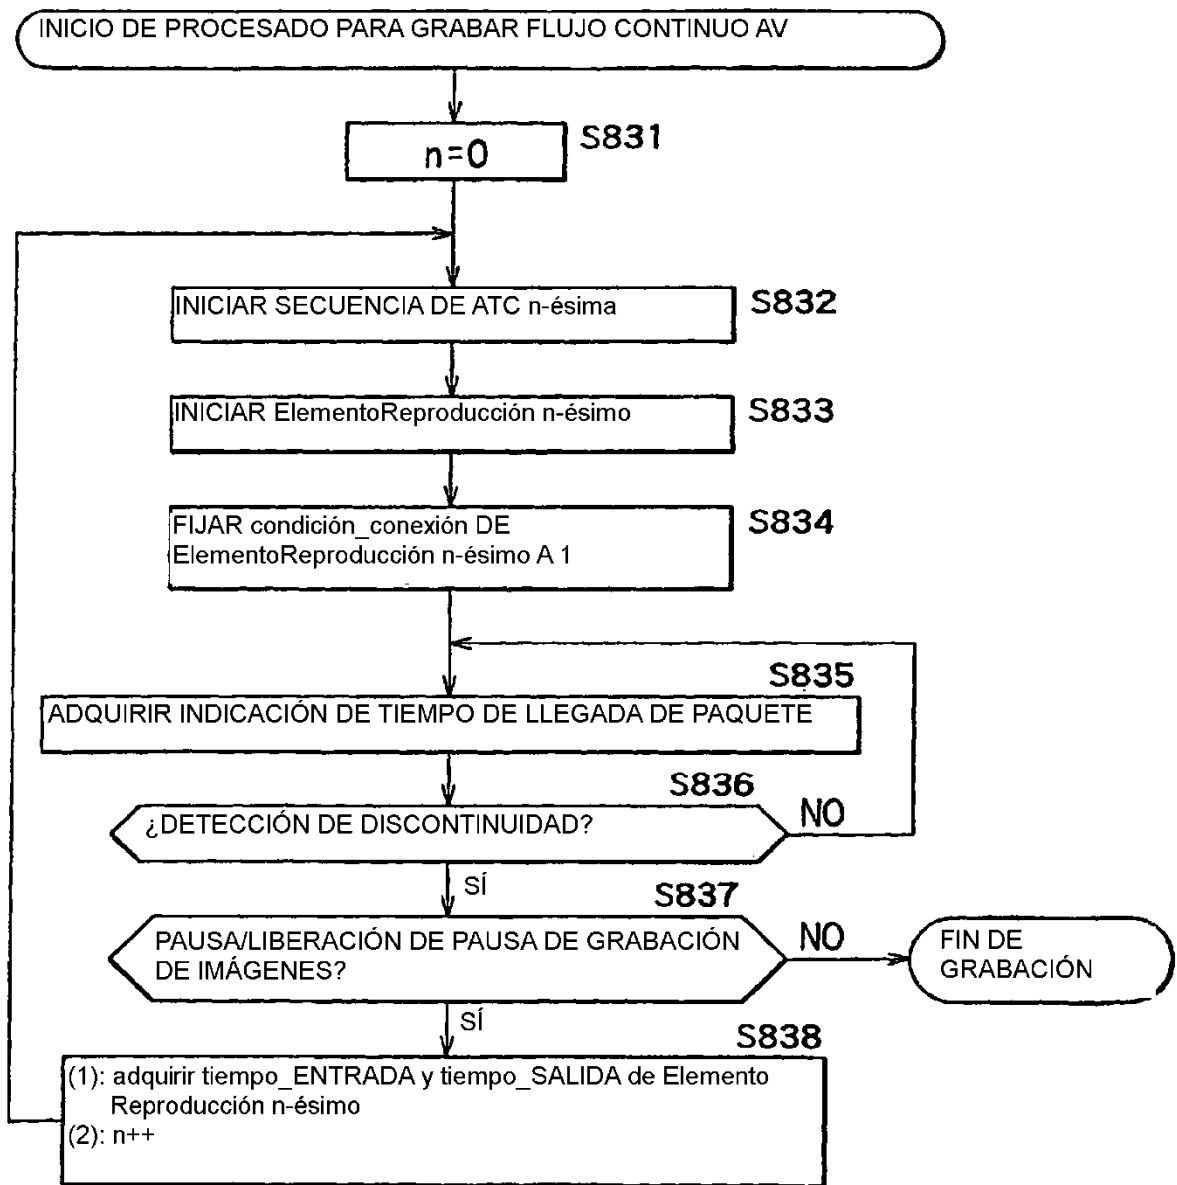 INICIO DE PROCESADO PARA GRABAR FLUJO CONTINUO AV
S831
n=0
INICIAR SECUENCIA DE ATC n-ésima
S832
INICIAR ElementoReproducción n-ésimo
S833
FIJAR condición_conexión DE
ElementoReproducción n-ésimo A 1
S834
S835
ADQUIRIR INDICACIÓN DE TIEMPO DE LLEGADA DE PAQUETE
S836
¿DETECCIÓN DE DISCONTINUIDAD?
NO
SÍ
S837
PAUSA/LIBERACIÓN DE PAUSA DE GRABACIÓN
DE IMÁGENES?
NO
FIN DE
GRABACIÓN
SÍ
S838
(1): adquirir tiempo_ENTRADA y tiempo_SALIDA de Elemento
Reproducción n-ésimo
(2): n++